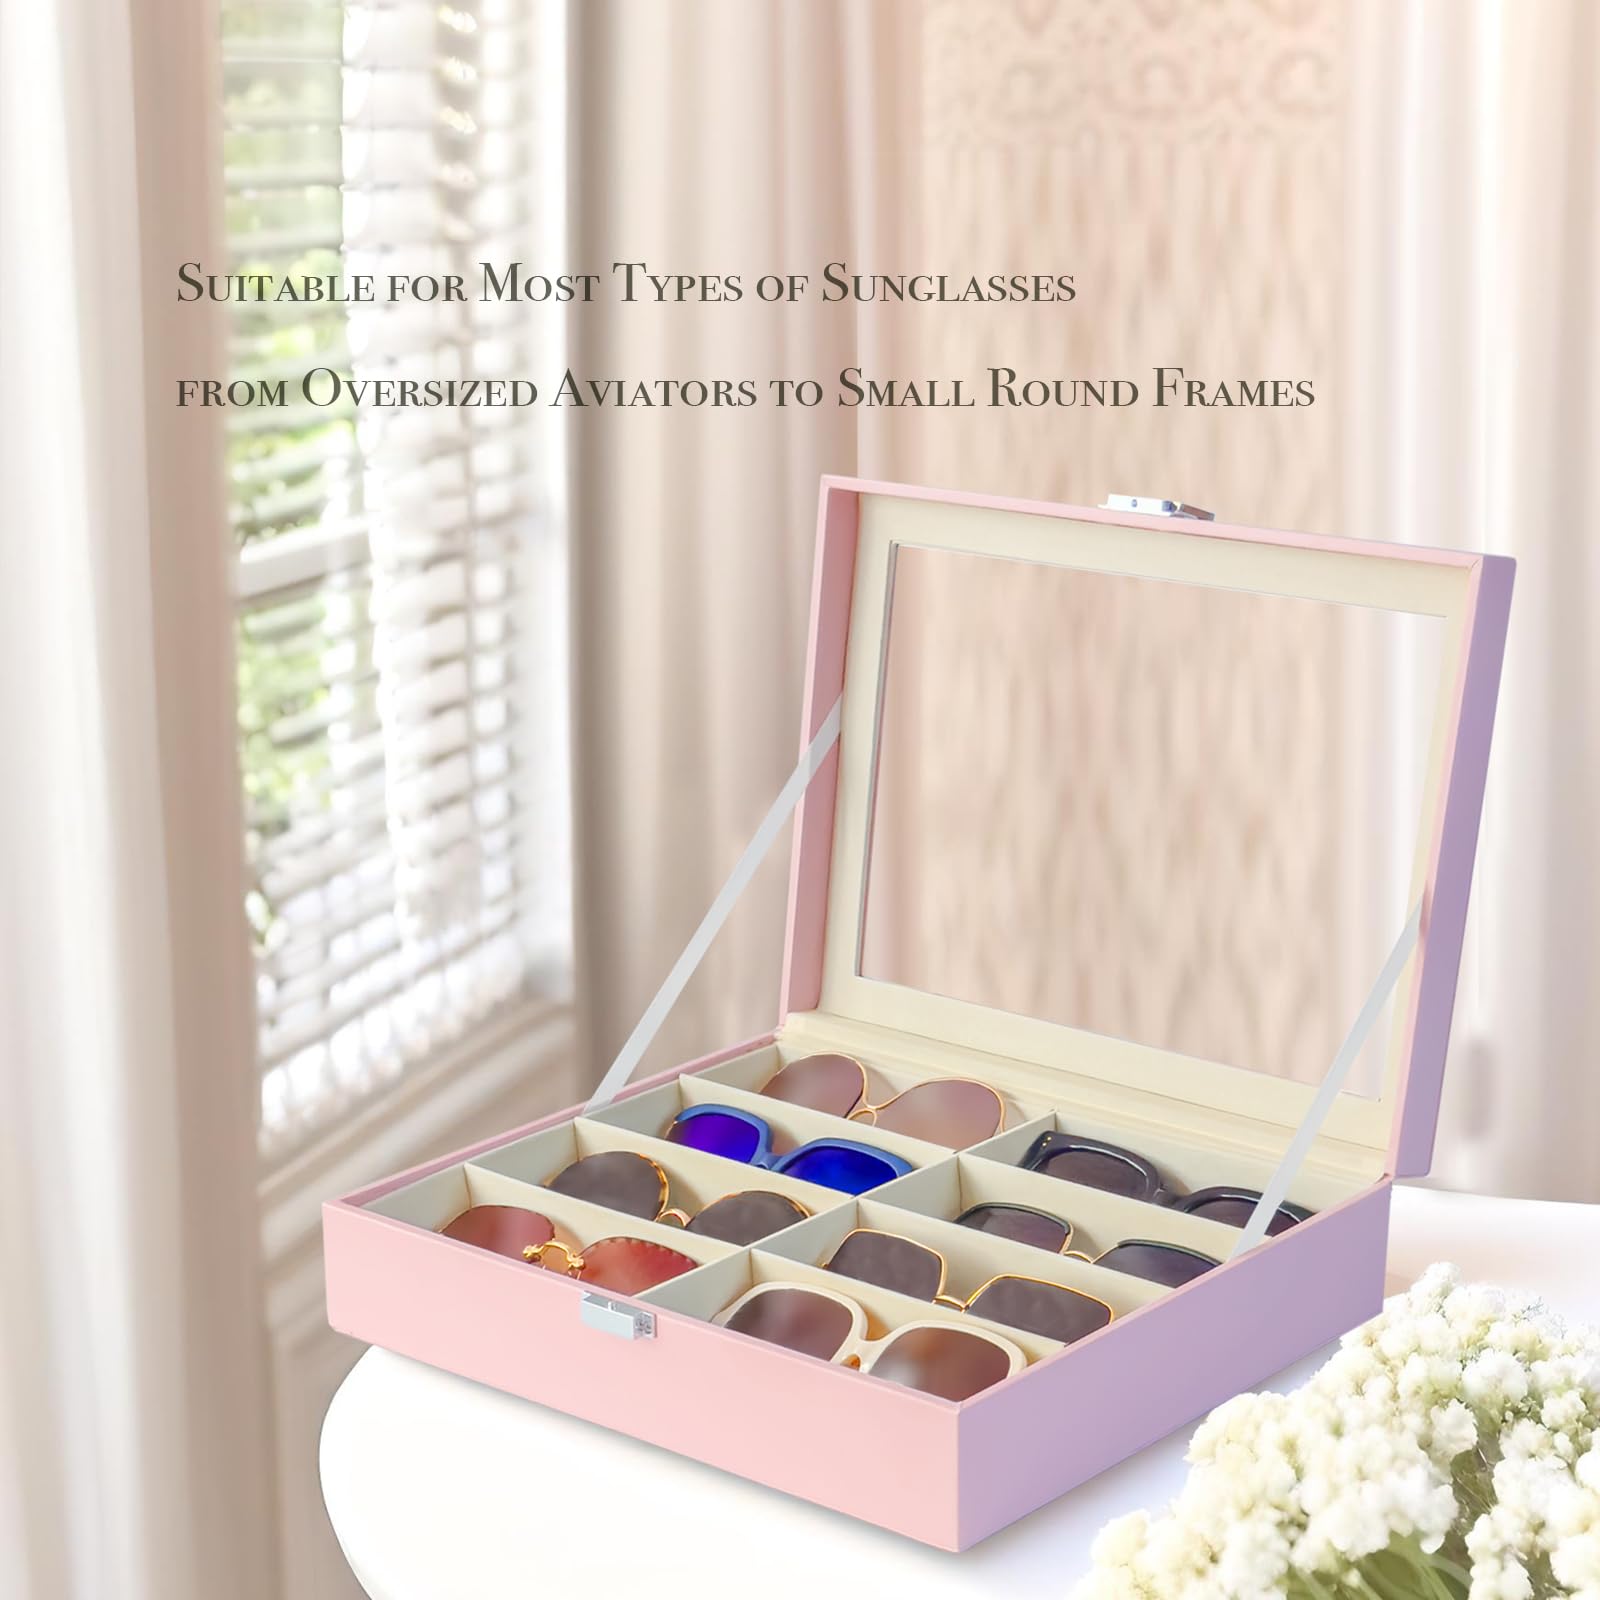 Suitable for Most Types of Sunglasses
from Oversized Aviators to Small Round Frames